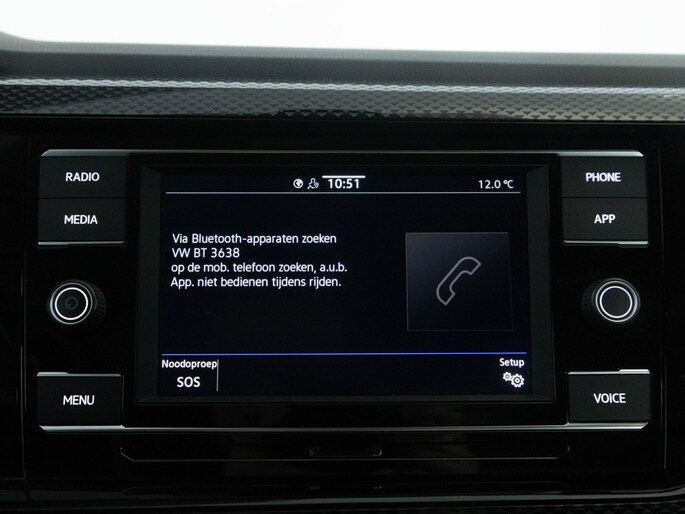 RADIO
MEDIA
MENU
10:51
12.0 °C
Via Bluetooth-apparaten zoeken
VW BT 3638
op de mob. telefoon zoeken, a.u.b.
App. niet bedienen tijdens rijden.
Noodoproep
SOS
Setup
PHONE
APP
VOICE